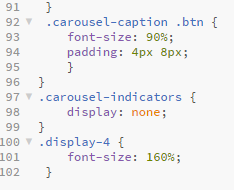 91 }
92 .carousel-caption .btn {
93 font-size: 90%;
94 padding: 4px 8px;
95 }
96 }
97 .carousel-indicators {
98 display: none;
99 }
100 .display-4 {
101 font-size: 160%;
102 }